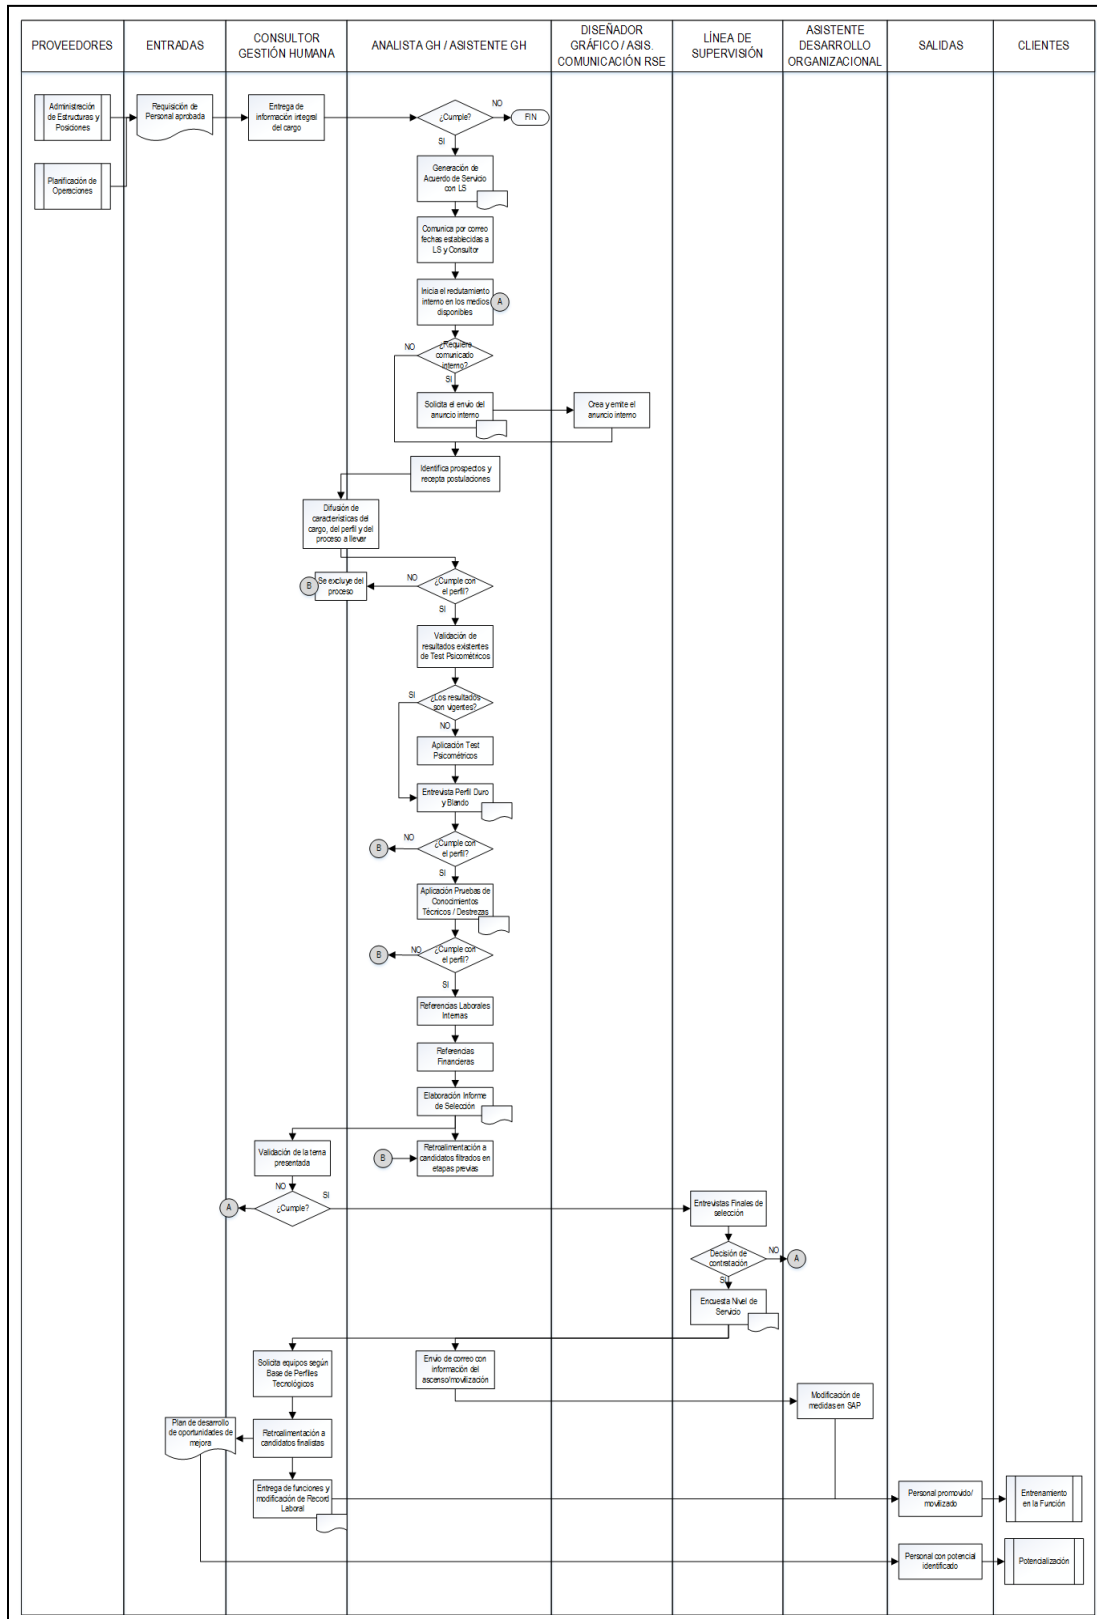 PROVEEDORES
ENTRADAS
CONSULTOR
GESTIÓN HUMANA
ANALISTA GH / ASISTENTE GH
DISEÑADOR
GRÁFICO / ASIS.
COMUNICACIÓN RSE
LÍNEA DE
SUPERVISIÓN
ASISTENTE
DESARROLLO
ORGANIZACIONAL
SALIDAS
CLIENTES
Administración
de Estructuras y
Posiciones
Requisición de
Personal aprobada
Entrega de
información integral
del cargo
¿Cumple?
NO
FIN
SI
Planificación de
Operaciones
Generación de
Acuerdo de Servicio
con LS
Comunica por correo
fechas establecidas a
LS y Consultor
Inicia el reclutamiento
interno en los medios
disponibles
A
NO
¿Requiere
comunicado
interno?
SI
Solicita el envío del
anuncio interno
Crea y emite el
anuncio interno
Identifica prospectos y
recepta postulaciones
Difusión de
características del
cargo, del perfil y del
proceso a llevar
B
Se excluye del
proceso
NO
¿Cumple con
el perfil?
SI
Validación de
resultados existentes
de Test Psicométricos
SI
¿Los resultados
son vigentes?
NO
Aplicación Test
Psicométricos
Entrevista Perfil Duro
y Blando
B
NO
¿Cumple con
el perfil?
SI
Aplicación Pruebas de
Conocimientos
Técnicos / Destrezas
B
NO
¿Cumple con
el perfil?
SI
Referencias Laborales
Internas
Referencias
Financieras
Elaboración Informe
de Selección
Validación de la terna
presentada
B
Retroalimentación a
candidatos filtrados en
etapas previas
NO
SI
A
¿Cumple?
Entrevistas Finales de
selección
Decisión de
contratación
NO
A
SI
Encuesta Nivel de
Servicio
Solicita equipos según
Base de Perfiles
Tecnológicos
Envío de correo con
información del
ascenso/movilización
Modificación de
medidas en SAP
Plan de desarrollo
de oportunidades de
mejora
Retroalimentación a
candidatos finalistas
Entrega de funciones y
modificación de Record
Laboral
Personal promovido/
movilizado
Entrenamiento
en la Función
Personal con potencial
identificado
Potencialización